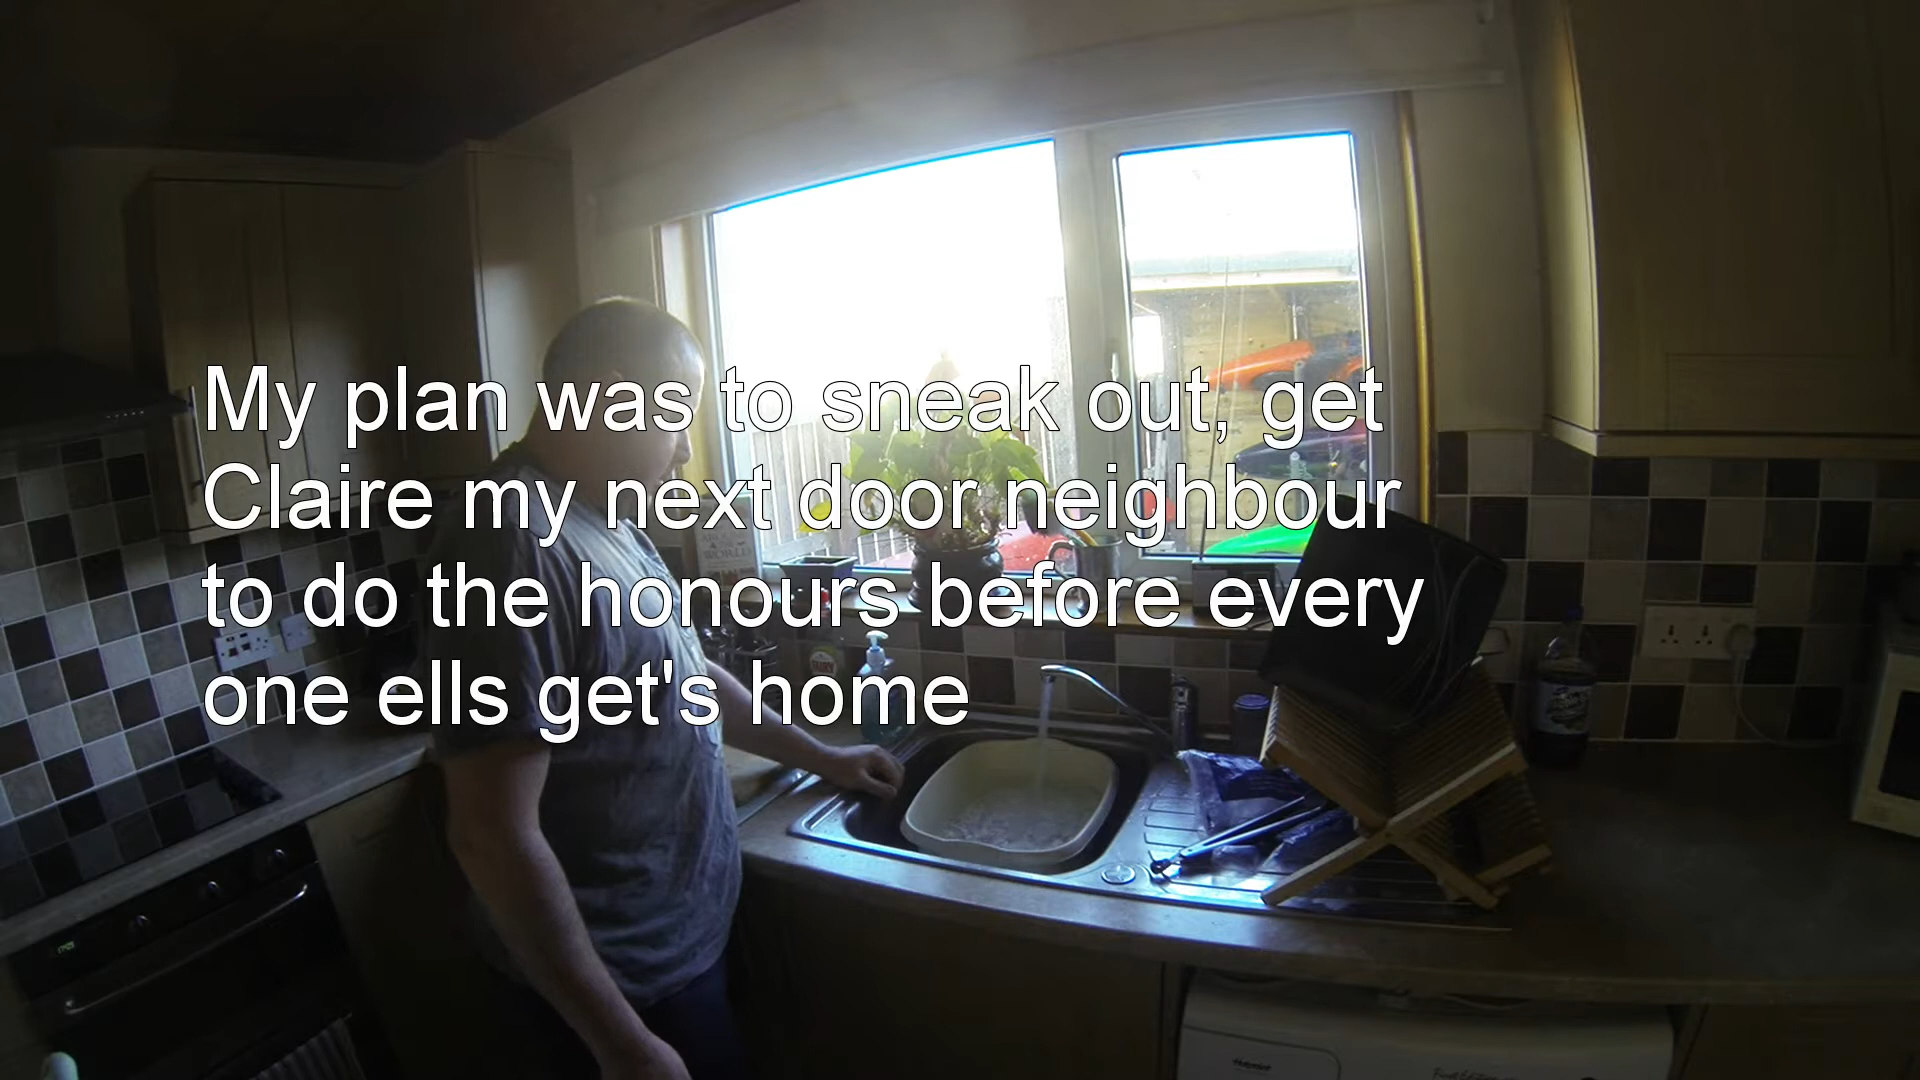 My plan was to sneak out, get
Claire my next door neighbour
to do the honours before every
one ells get's home
Hotpoint